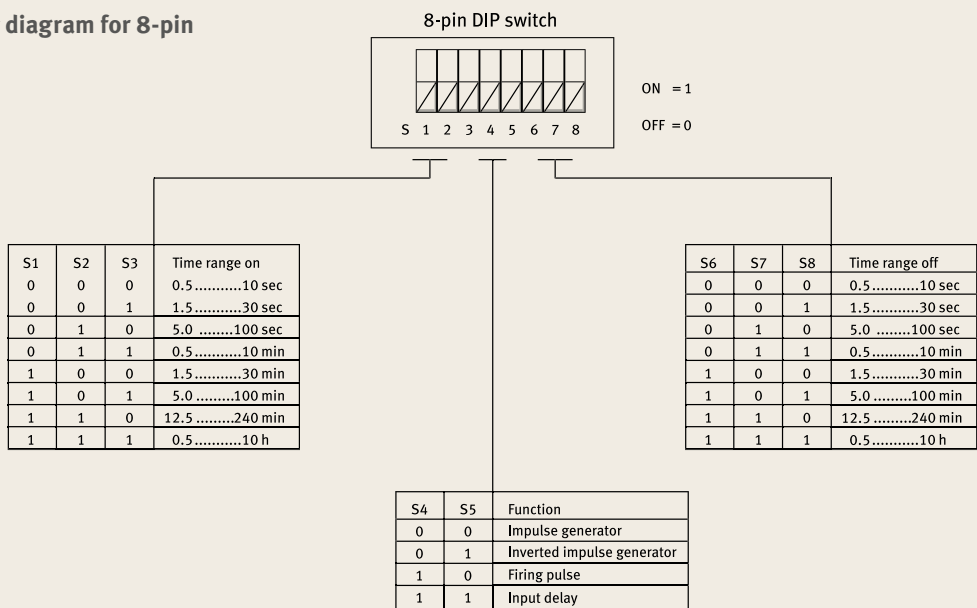 diagram for 8-pin
8-pin DIP switch
ON = 1
OFF = 0
S 1 2 3 4 5 6 7 8
S1 S2 S3 Time range on
0 0 0 0.5...........10 sec
0 0 1 1.5...........30 sec
0 1 0 5.0 ........100 sec
0 1 1 0.5...........10 min
1 0 0 1.5...........30 min
1 0 1 5.0 .........100 min
1 1 0 12.5 .........240 min
1 1 1 0.5...........10 h
S6 S7 S8 Time range off
0 0 0 0.5...........10 sec
0 0 1 1.5...........30 sec
0 1 0 5.0 ........100 sec
0 1 1 0.5...........10 min
1 0 0 1.5...........30 min
1 0 1 5.0 .........100 min
1 1 0 12.5 .........240 min
1 1 1 0.5...........10 h
S4 S5 Function
0 0 Impulse generator
0 1 Inverted impulse generator
1 0 Firing pulse
1 1 Input delay